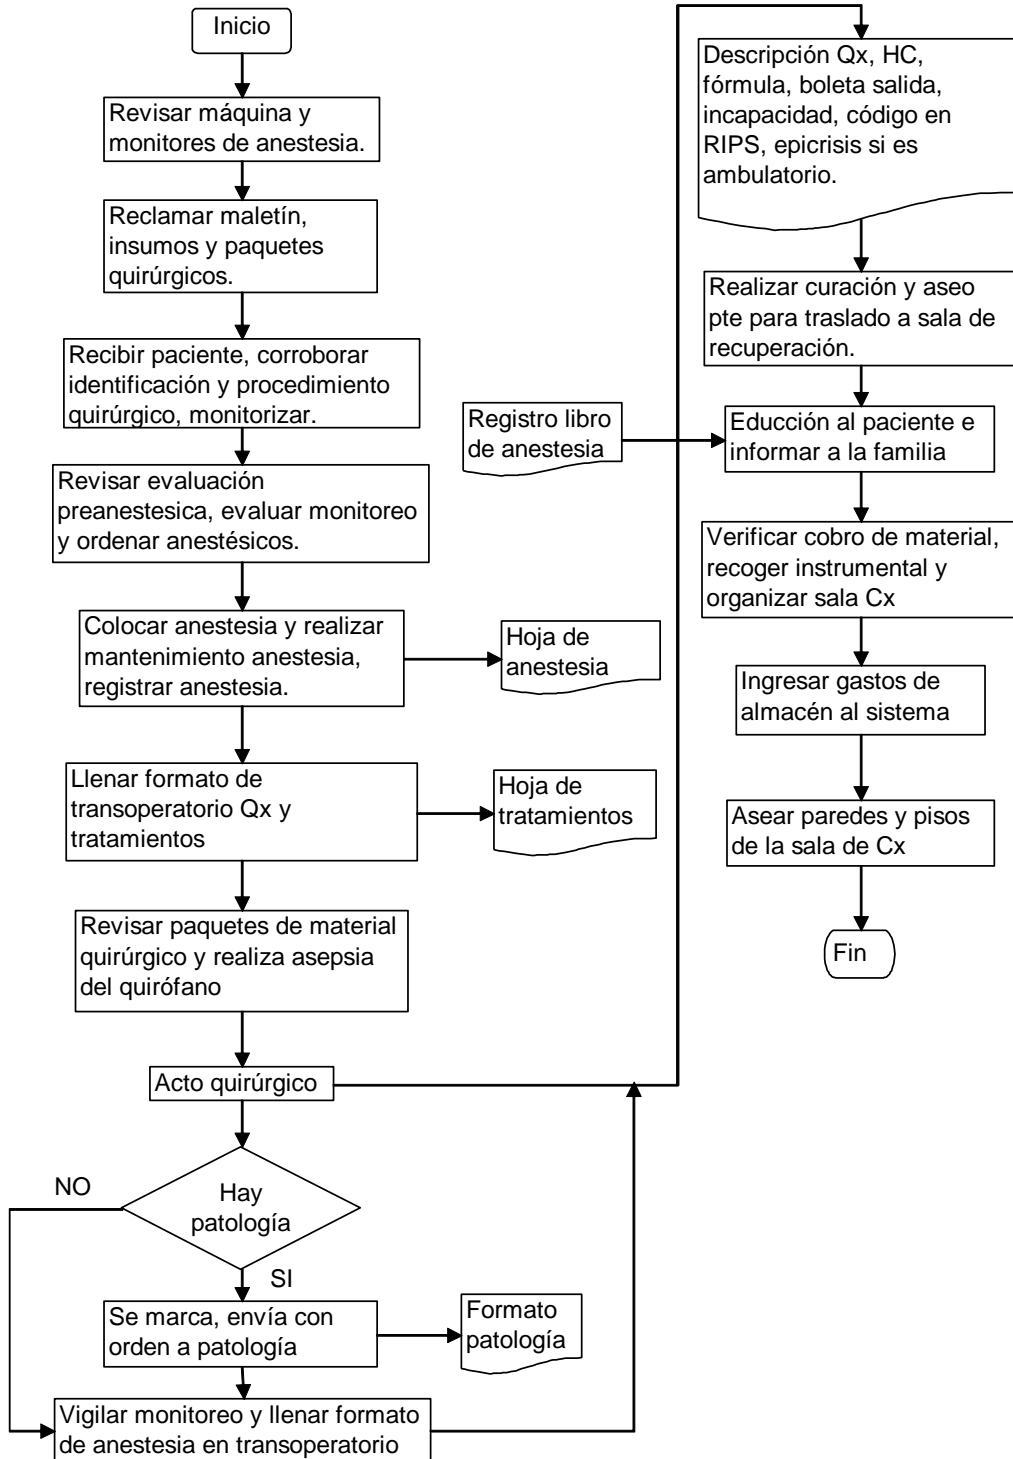 Inicio
Revisar máquina y
monitores de anestesia.
Reclamar maletín,
insumos y paquetes
quirúrgicos.
Recibir paciente, corroborar
identificación y procedimiento
quirúrgico, monitorizar.
Revisar evaluación
preanestesica, evaluar monitoreo
y ordenar anestésicos.
Colocar anestesia y realizar
mantenimiento anestesia,
registrar anestesia.
Hoja de
anestesia
Llenar formato de
transoperatorio Qx y
tratamientos
Hoja de
tratamientos
Revisar paquetes de material
quirúrgico y realiza asepsia
del quirófano
Acto quirúrgico
Hay
patología
NO
SI
Se marca, envía con
orden a patología
Formato
patología
Vigilar monitoreo y llenar formato
de anestesia en transoperatorio
Descripción Qx, HC,
fórmula, boleta salida,
incapacidad, código en
RIPS, epicrisis si es
ambulatorio.
Realizar curación y aseo
pte para traslado a sala de
recuperación.
Registro libro
de anestesia
Educción al paciente e
informar a la familia
Verificar cobro de material,
recoger instrumental y
organizar sala Cx
Ingresar gastos de
almacén al sistema
Asear paredes y pisos
de la sala de Cx
Fin